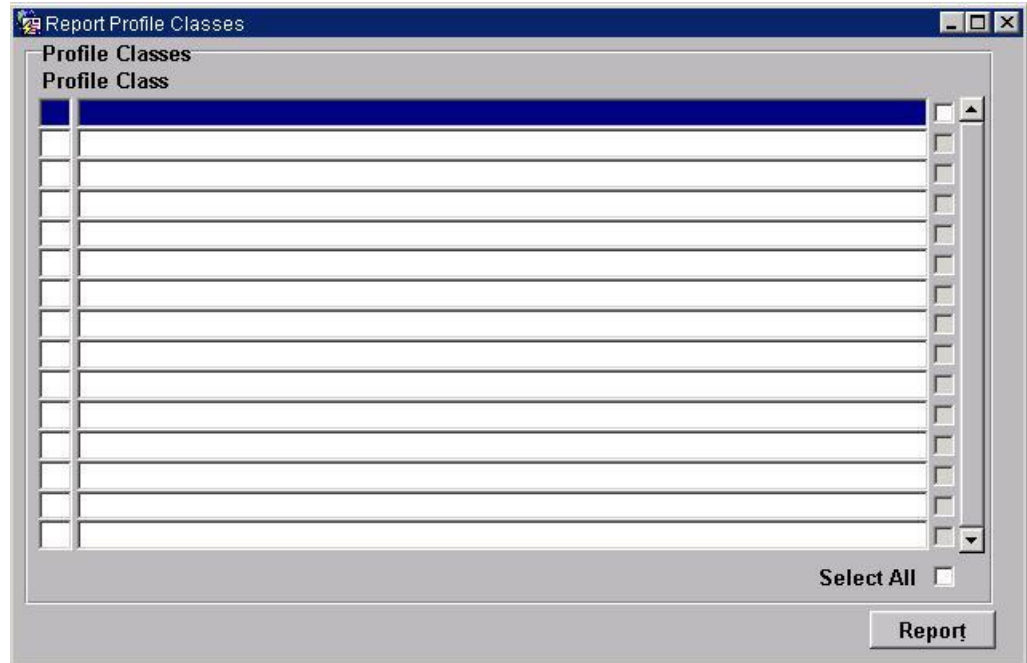 Report Profile Classes
Profile Classes
Profile Class
Select All
Report